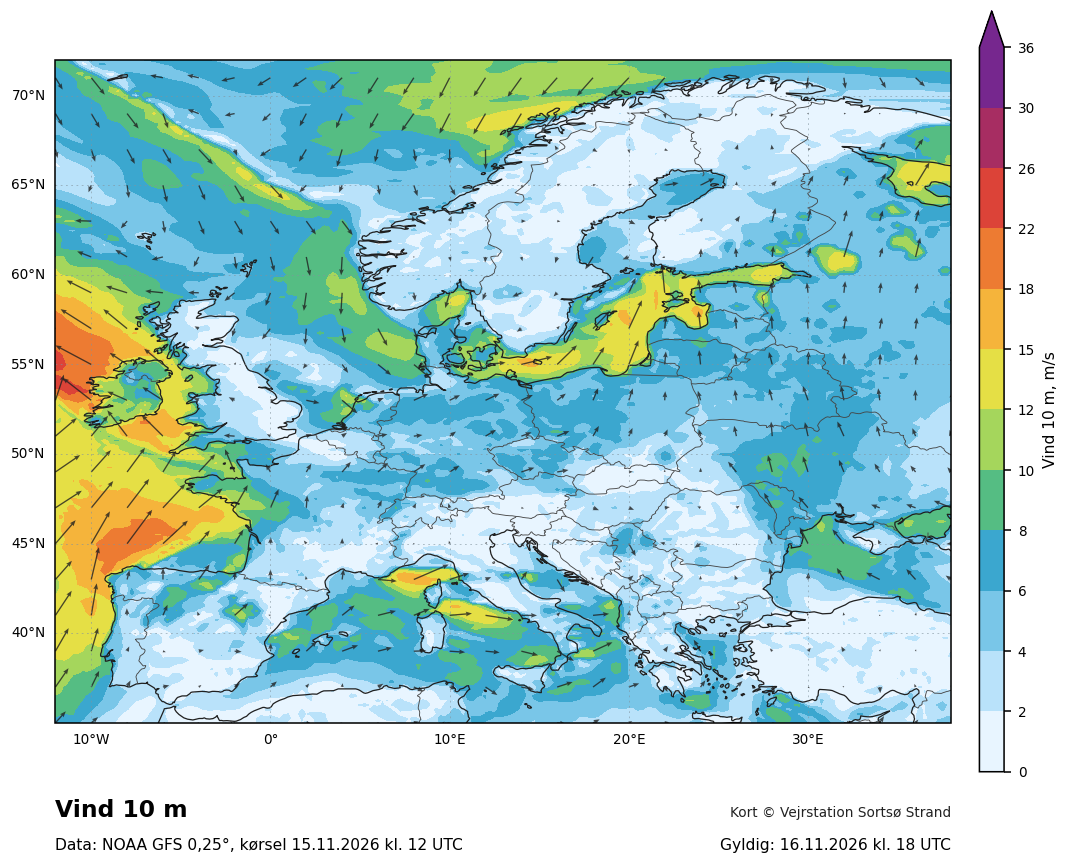 36
30
26
22
18
15
12
10
8
6
4
2
0
Vind 10 m, m/s
70°N
65°N
60°N
55°N
50°N
45°N
40°N
10°W
0°
10°E
20°E
30°E
Vind 10 m
Kort © Vejrstation Sortsø Strand
Data: NOAA GFS 0,25°, kørsel 15.11.2026 kl. 12 UTC
Gyldig: 16.11.2026 kl. 18 UTC